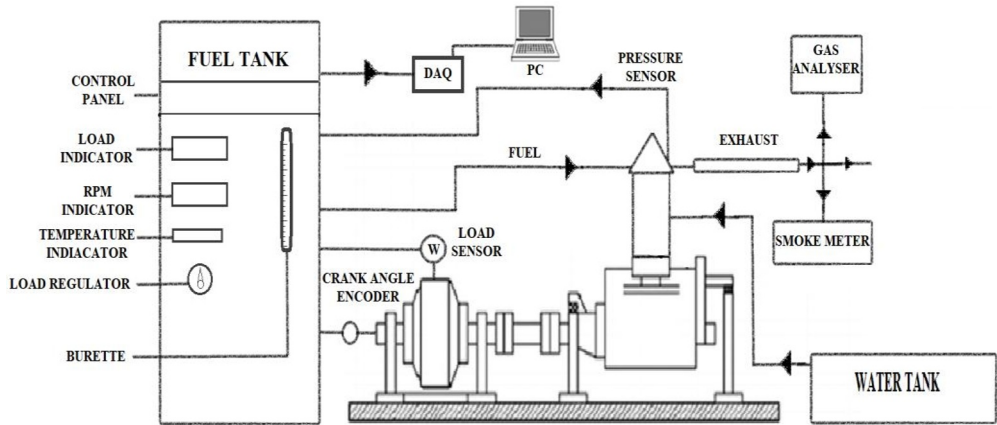 FUEL TANK
CONTROL
PANEL
LOAD
INDICATOR
RPM
INDICATOR
TEMPERATURE
INDIACATOR
LOAD REGULATOR
BURETTE
DAQ
PC
PRESSURE
SENSOR
FUEL
LOAD
SENSOR
W
CRANK ANGLE
ENCODER
EXHAUST
GAS
ANALYSER
SMOKE METER
WATER TANK